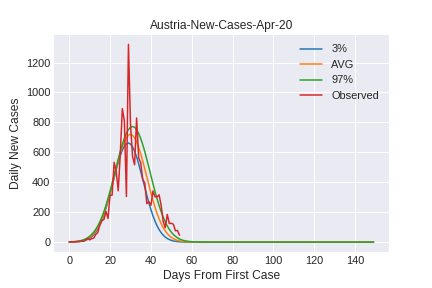 Austria-New-Cases-Apr-20
3%
AVG
97%
Observed
1200
1000
800
600
400
200
0
Daily New Cases
0 20 40 60 80 100 120 140
Days From First Case